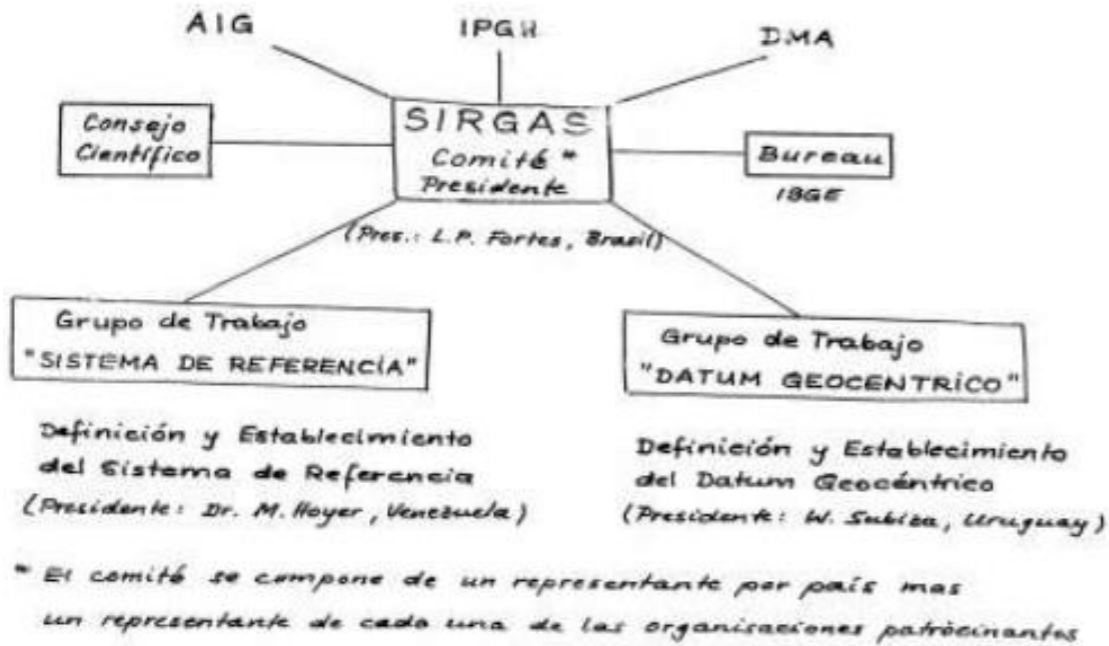 AIG
IPGH
DMA
Consejo
Científico
SIRGAS
Comité *
Presidente
Bureau
IBGE
(Pres.: L.P. Fortes, Brasil)
Grupo de Trabajo
"SISTEMA DE REFERENCÍA"
Grupo de Trabajo
"DATUM GEOCENTRICO"
Definición y Establecimiento
del Sistema de Referencia
(Presidente: Dr. M. Hoyer, Venezuela)
Definición y Establecimiento
del Datum Geocéntrico
(Presidente: W. Subiza, Uruguay)
* El comité se compone de un representante por país mas
un representante de cada una de las organisaciones patrocinantes